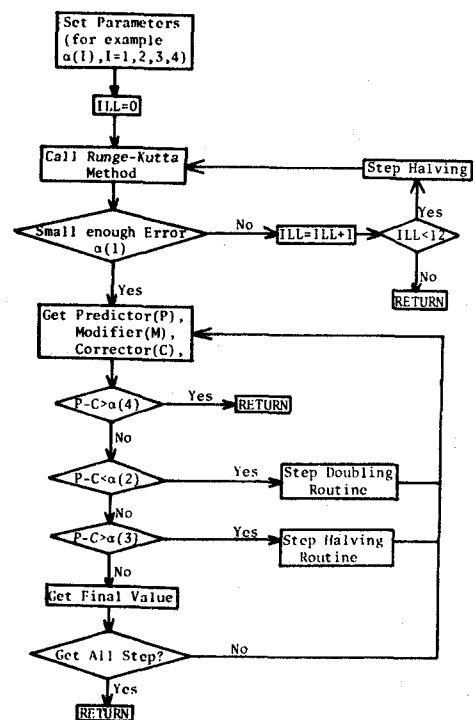 Set Parameters
(for example
α(I),I=1,2,3,4)
ILL=0
Call Runge-Kutta
Method
Step Halving
Small enough Error
α(1)
No
ILL=ILL+1
ILL<12
Yes
No
RETURN
Yes
Get Predictor(P),
Modifier(M),
Corrector(C),
P-C>α(4)
Yes
RETURN
No
P-C<α(2)
Yes
Step Doubling
Routine
No
P-C>α(3)
Yes
Step Halving
Routine
No
Get Final Value
Get All Step?
No
Yes
RETURN